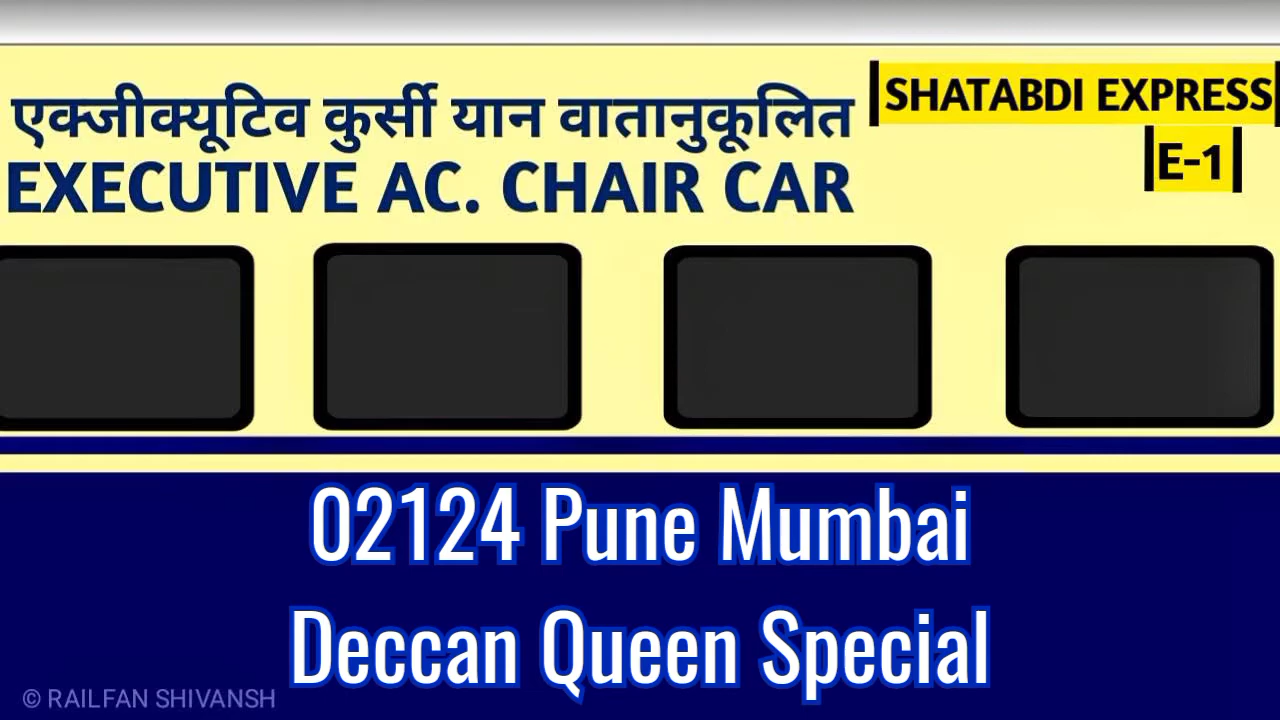 एक्जीक्यूटिव कुर्सी यान वातानुकूलित
EXECUTIVE AC. CHAIR CAR
SHATABDI EXPRESS
E-1
02124 Pune Mumbai
Deccan Queen Special
© RAILFAN SHIVANSH